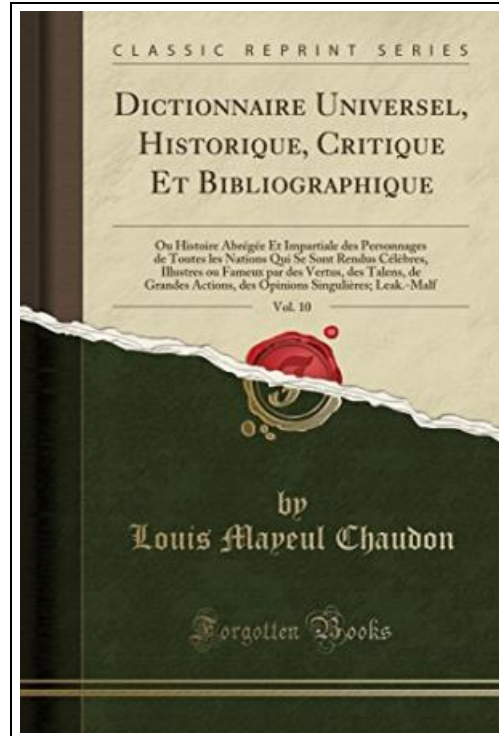 CLASSIC REPRINT SERIES
DICTIONNAIRE UNIVERSEL,
HISTORIQUE, CRITIQUE
ET BIBLIOGRAPHIQUE
Ou Histoire Abrégée Et Impartiale des Personnages
de Toutes les Nations Qui Se Sont Rendus Célèbres,
Illustres ou Fameux par des Vertus, des Talens, de
Grandes Actions, des Opinions Singulières; Leak.-Malf
Vol. 10
by
Louis Mayeul Chaudon
Forgotten Books